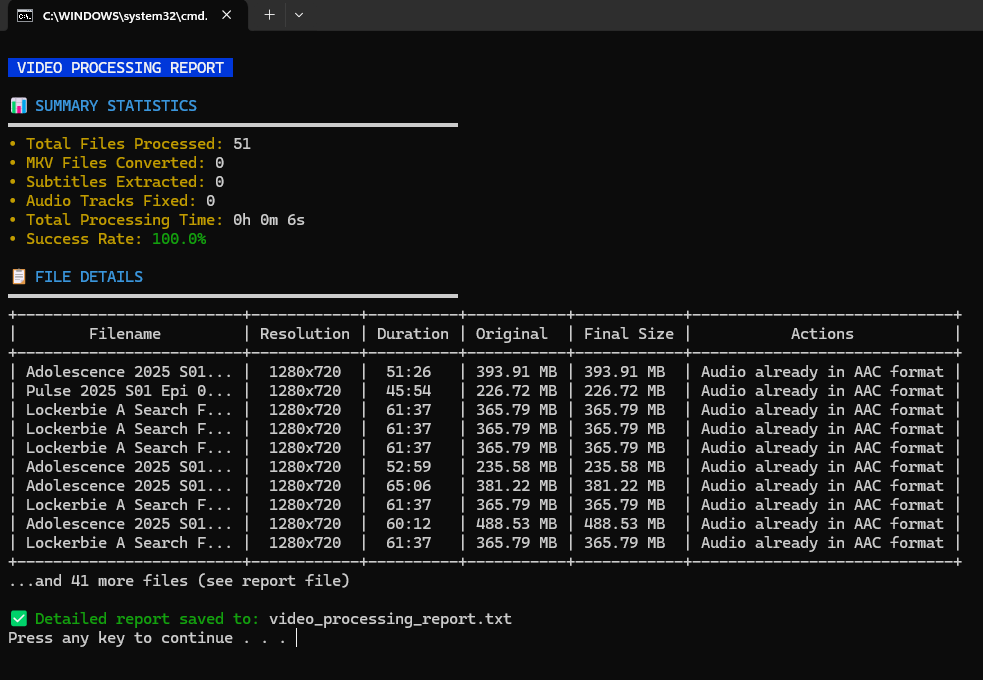 C:\WINDOWS\system32\cmd.
VIDEO PROCESSING REPORT
📊 SUMMARY STATISTICS
• Total Files Processed: 51
• MKV Files Converted: 0
• Subtitles Extracted: 0
• Audio Tracks Fixed: 0
• Total Processing Time: 0h 0m 6s
• Success Rate: 100.0%
📋 FILE DETAILS
+-------------------------+------------+----------+-----------+------------+-----------------------------+
| Filename | Resolution | Duration | Original | Final Size | Actions |
+-------------------------+------------+----------+-----------+------------+-----------------------------+
| Adolescence 2025 S01... | 1280x720 | 51:26 | 393.91 MB | 393.91 MB | Audio already in AAC format |
| Pulse 2025 S01 Epi 0... | 1280x720 | 45:54 | 226.72 MB | 226.72 MB | Audio already in AAC format |
| Lockerbie A Search F... | 1280x720 | 61:37 | 365.79 MB | 365.79 MB | Audio already in AAC format |
| Lockerbie A Search F... | 1280x720 | 61:37 | 365.79 MB | 365.79 MB | Audio already in AAC format |
| Lockerbie A Search F... | 1280x720 | 61:37 | 365.79 MB | 365.79 MB | Audio already in AAC format |
| Adolescence 2025 S01... | 1280x720 | 52:59 | 235.58 MB | 235.58 MB | Audio already in AAC format |
| Adolescence 2025 S01... | 1280x720 | 65:06 | 381.22 MB | 381.22 MB | Audio already in AAC format |
| Lockerbie A Search F... | 1280x720 | 61:37 | 365.79 MB | 365.79 MB | Audio already in AAC format |
| Adolescence 2025 S01... | 1280x720 | 60:12 | 488.53 MB | 488.53 MB | Audio already in AAC format |
| Lockerbie A Search F... | 1280x720 | 61:37 | 365.79 MB | 365.79 MB | Audio already in AAC format |
+-------------------------+------------+----------+-----------+------------+-----------------------------+
...and 41 more files (see report file)
✅ Detailed report saved to: video_processing_report.txt
Press any key to continue . . .